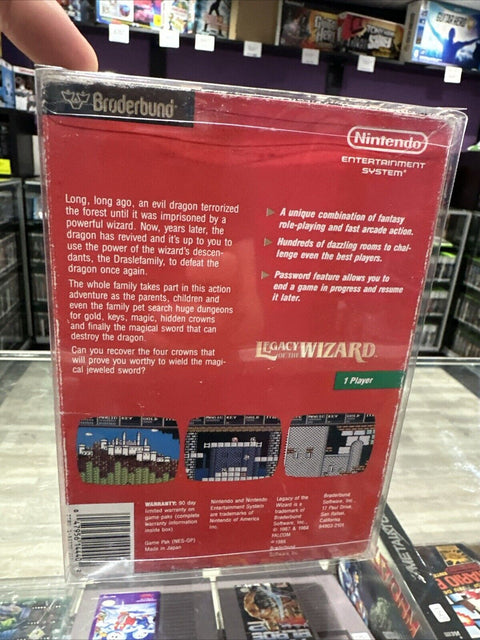 Brøderbund
Nintendo
ENTERTAINMENT
SYSTEM
Long, long ago, an evil dragon terrorized
the forest until it was imprisoned by a
powerful wizard. Now, years later, the
dragon has revived and it's up to you to
use the power of the wizard's descen-
dants, the Draslefamily, to defeat the
dragon once again.
The whole family takes part in this action
adventure as the parents, children and
even the family pet search huge dungeons
for gold, keys, magic, hidden crowns
and finally the magical sword that can
destroy the dragon.
Can you recover the four crowns that
will prove you worthy to wield the magi-
cal jeweled sword?
A unique combination of fantasy
role-playing and fast arcade action.
Hundreds of dazzling rooms to chal-
lenge even the best players.
Password feature allows you to
end a game in progress and resume
it later.
LEGACY
OF THE WIZARD
1 Player
WARRANTY: 90 day
limited warranty on
game paks (complete
warranty information
inside box)
Game Pak (NES-GP)
Made in Japan
Nintendo and Nintendo
Entertainment System
are trademarks of
Nintendo of America
Inc.
Legacy of the
Wizard is a
trademark of
Broderbund
Software, Inc.,
© 1987 & 1988
FALCOM
Broderbund
Software, Inc.
Broderbund
Software, Inc.,
17 Paul Drive,
San Rafael,
California
94903-2101
GUITAR HERO